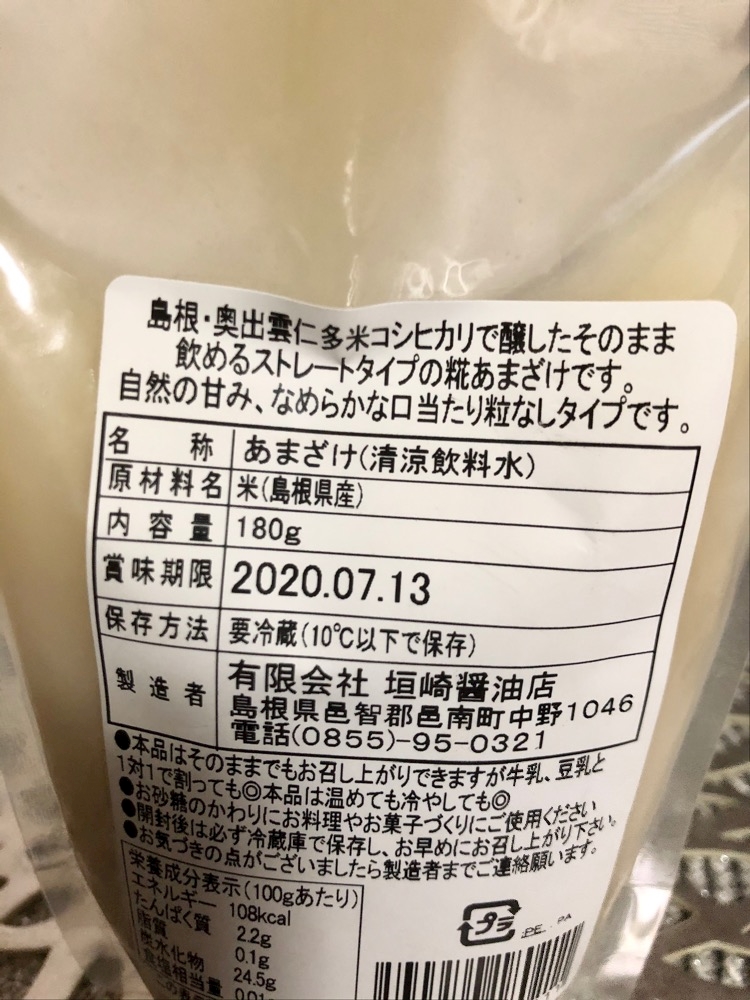 島根・奥出雲仁多米コシヒカリで醸したそのまま
飲めるストレートタイプの糀あまざけです。
自然の甘み、なめらかな口当たり粒なしタイプです。
名 称 あまざけ(清涼飲料水)
原材料名 米(島根県産)
内容量 180g
賞味期限 2020.07.13
保存方法 要冷蔵(10℃以下で保存)
製造者 有限会社 垣崎醤油店
島根県邑智郡邑南町中野1046
電話(0855)-95-0321
●本品はそのままでもお召し上がりできますが牛乳、豆乳と
1対1で割っても◎本品は温めても冷やしても◎
●お砂糖のかわりにお料理やお菓子づくりにご使用ください
●開封後は必ず冷蔵庫で保存し、お早めにお召し上がり下さい。
●お気づきの点がございましたら製造者までご連絡願います。
栄養成分表示(100gあたり)
エネルギー 108kcal
たんぱく質 2.2g
脂質 0.1g
炭水化物 24.5g
食塩相当量 0.01g
プラ
PE PA